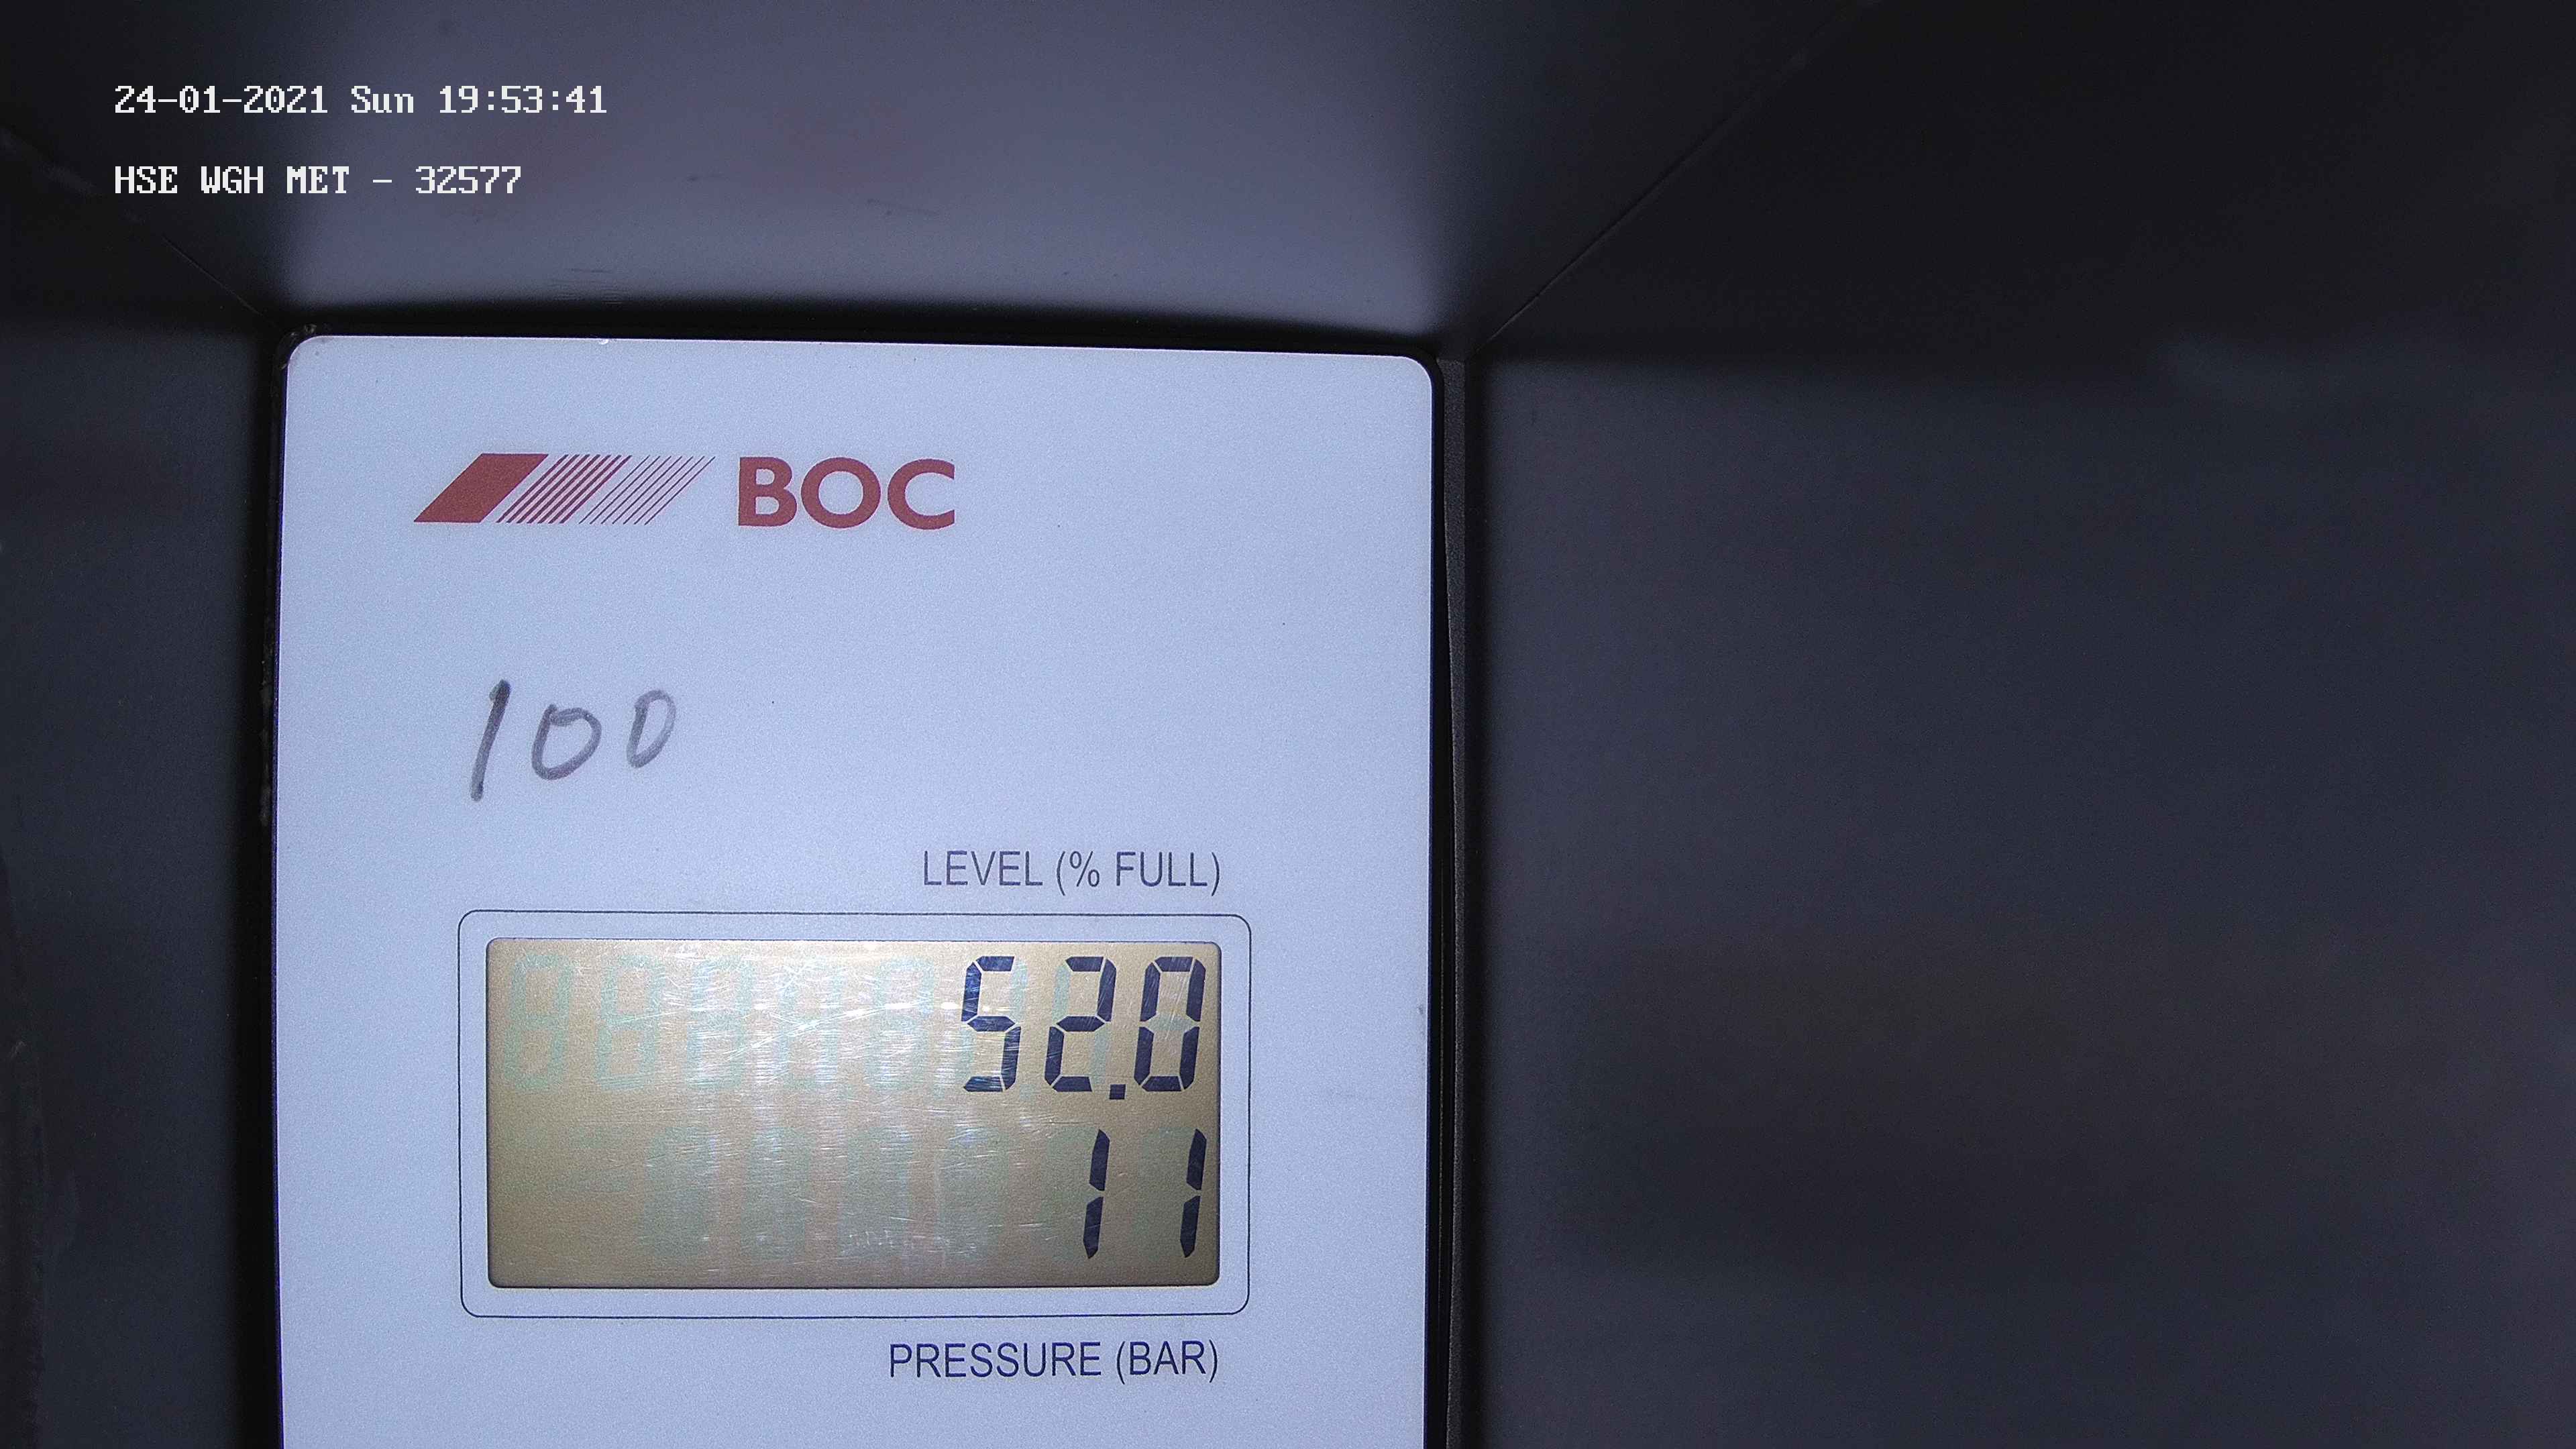 24-01-2021 Sun 19:53:41
HSE WGH MET - 32577
BOC
100
LEVEL (% FULL)
52.0
11
PRESSURE (BAR)